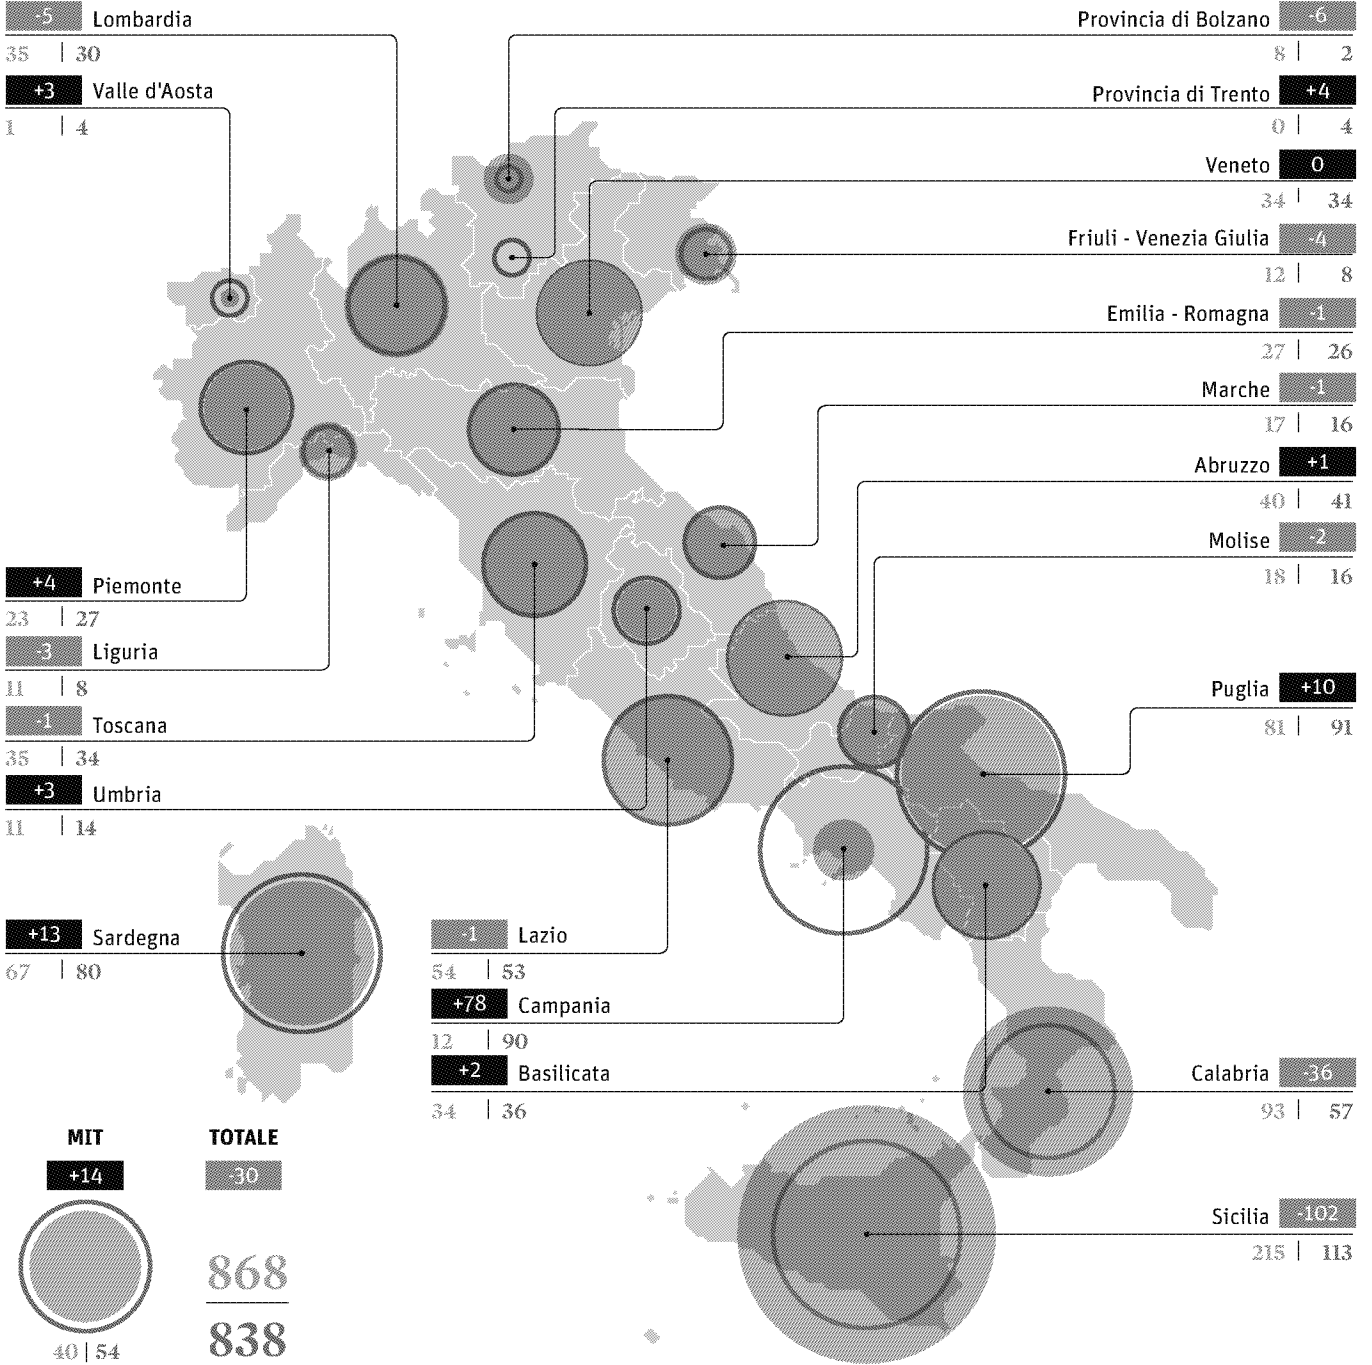 -5 Lombardia
35 | 30
+3 Valle d'Aosta
1 | 4
Provincia di Bolzano -6
8 | 2
Provincia di Trento +4
0 | 4
Veneto 0
34 | 34
Friuli - Venezia Giulia -4
12 | 8
Emilia - Romagna -1
27 | 26
Marche -1
17 | 16
Abruzzo +1
40 | 41
Molise -2
18 | 16
Puglia +10
81 | 91
+4 Piemonte
23 | 27
-3 Liguria
11 | 8
-1 Toscana
35 | 34
+3 Umbria
11 | 14
+13 Sardegna
67 | 80
-1 Lazio
54 | 53
+78 Campania
12 | 90
+2 Basilicata
34 | 36
Calabria -36
93 | 57
Sicilia -102
215 | 113
MIT
+14
40 | 54
TOTALE
-30
868
838